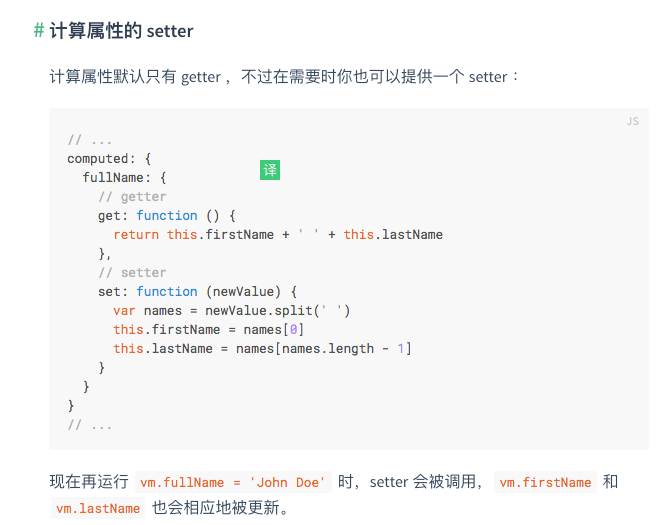 # 计算属性的 setter
计算属性默认只有 getter ，不过在需要时你也可以提供一个 setter：
JS
// ...
computed: {
  fullName: {
译
    // getter
    get: function () {
      return this.firstName + ' ' + this.lastName
    },
    // setter
    set: function (newValue) {
      var names = newValue.split(' ')
      this.firstName = names[0]
      this.lastName = names[names.length - 1]
    }
  }
}
// ...
现在再运行 vm.fullName = 'John Doe' 时，setter 会被调用，vm.firstName 和
vm.lastName 也会相应地被更新。